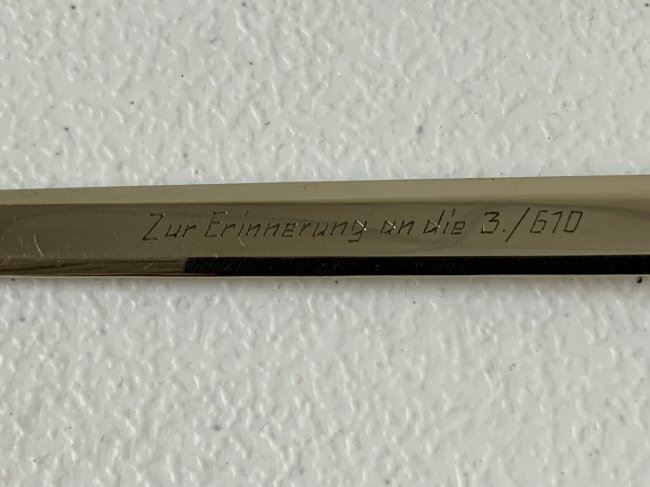 Zur Erinnerung an die 3./610